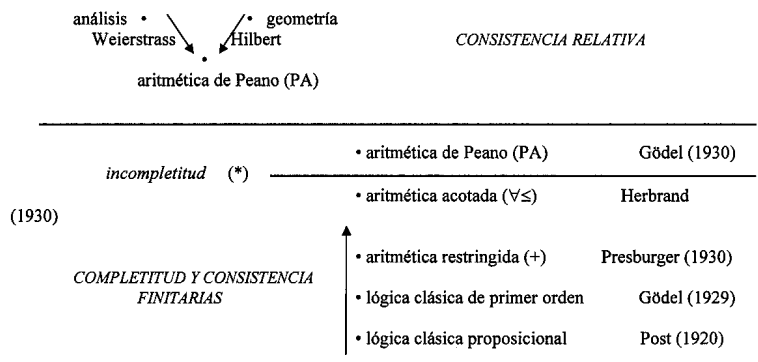 análisis • • geometría
Weierstrass Hilbert CONSISTENCIA RELATIVA
•
aritmética de Peano (PA)
• aritmética de Peano (PA) Gödel (1930)
incompletitud (*)
• aritmética acotada (∀≤) Herbrand
(1930)
• aritmética restringida (+) Presburger (1930)
COMPLETITUD Y CONSISTENCIA
FINITARIAS
• lógica clásica de primer orden Gödel (1929)
• lógica clásica proposicional Post (1920)